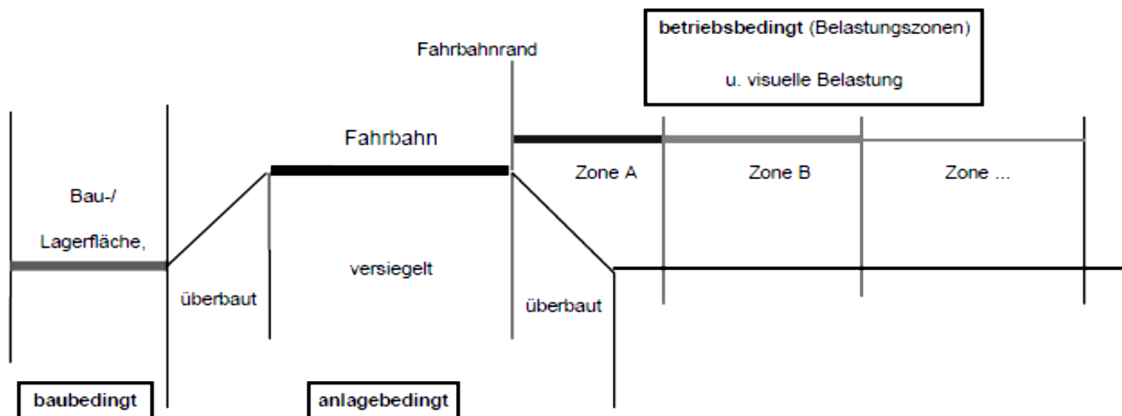 betriebsbedingt (Belastungszonen)
u. visuelle Belastung
Fahrbahnrand
Fahrbahn
Zone A
Zone B
Zone ...
Bau-/
Lagerfläche,
versiegelt
überbaut
überbaut
baubedingt
anlagebedingt